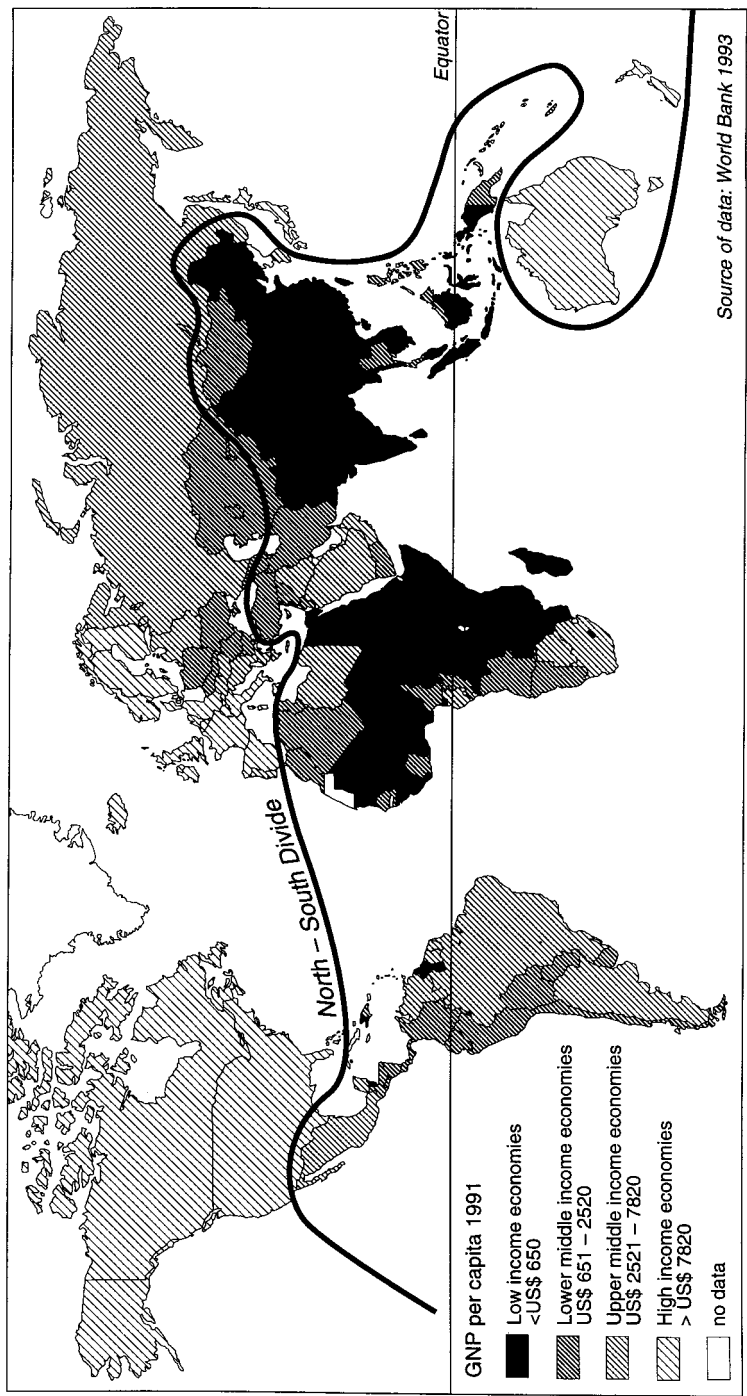 Equator
North – South Divide
GNP per capita 1991
Low income economies
<US$ 650
Lower middle income economies
US$ 651 – 2520
Upper middle income economies
US$ 2521 – 7820
High income economies
> US$ 7820
no data
Source of data: World Bank 1993